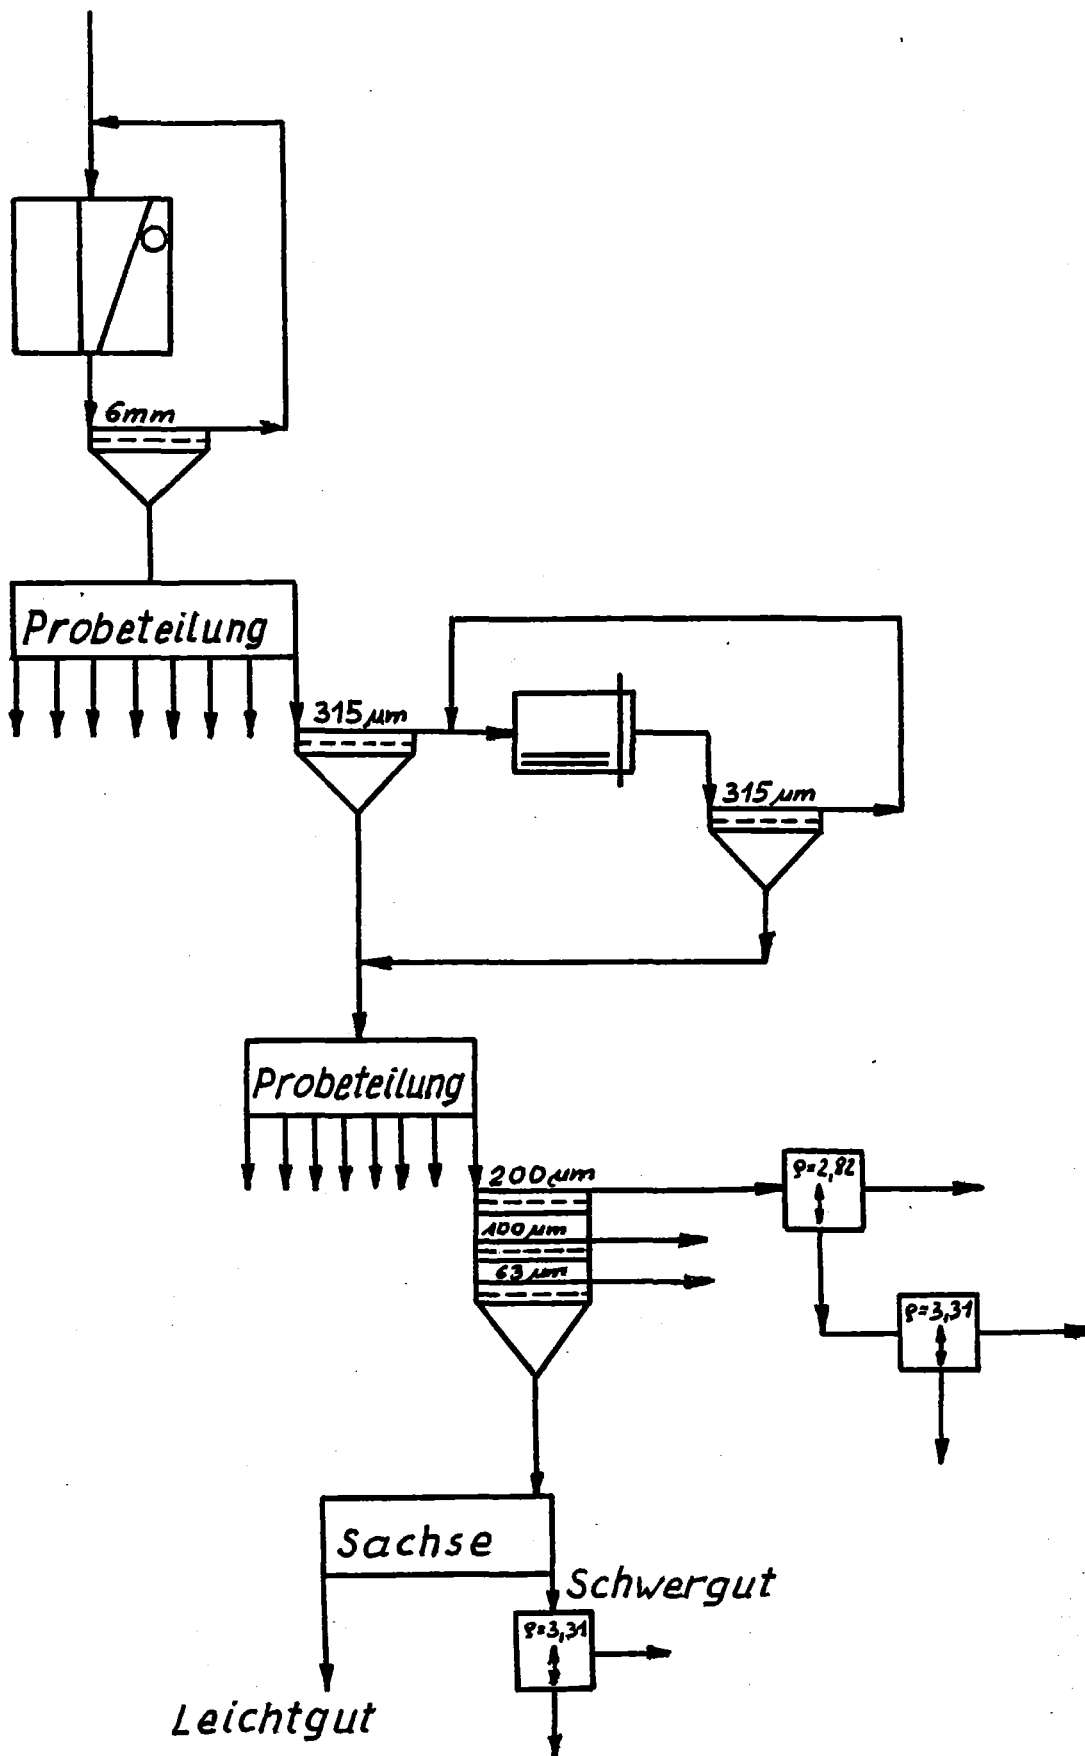 6mm
Probeteilung
315 µm
315 µm
Probeteilung
200 µm
ρ=2,82
100 µm
63 µm
ρ=3,31
Sachse
Schwergut
ρ=3,31
Leichtgut